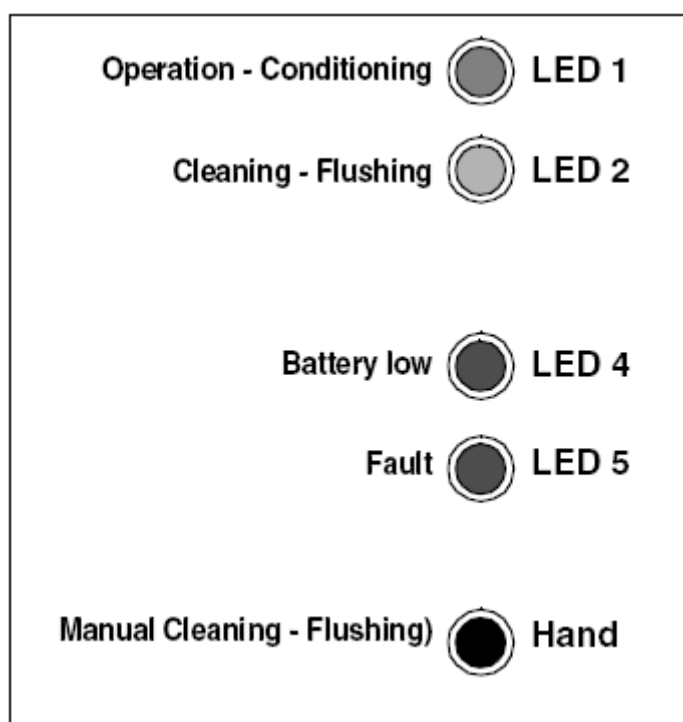 Operation - Conditioning LED 1
Cleaning - Flushing LED 2
Battery low LED 4
Fault LED 5
Manual Cleaning - Flushing) Hand